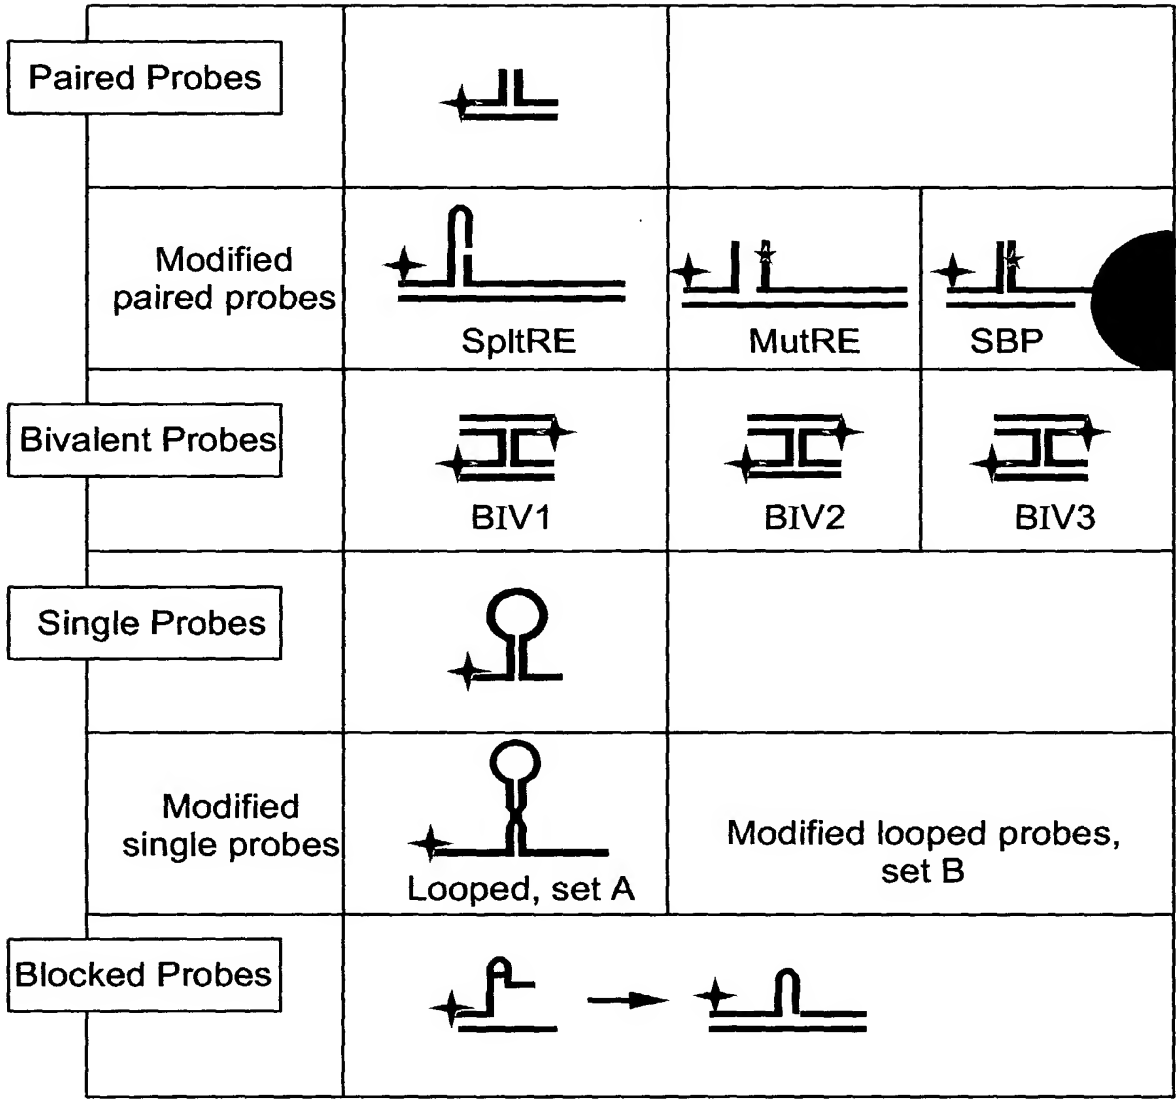 Paired Probes
Modified
paired probes
SpltRE
MutRE
SBP
Bivalent Probes
BIV1
BIV2
BIV3
Single Probes
Modified
single probes
Looped, set A
Modified looped probes,
set B
Blocked Probes